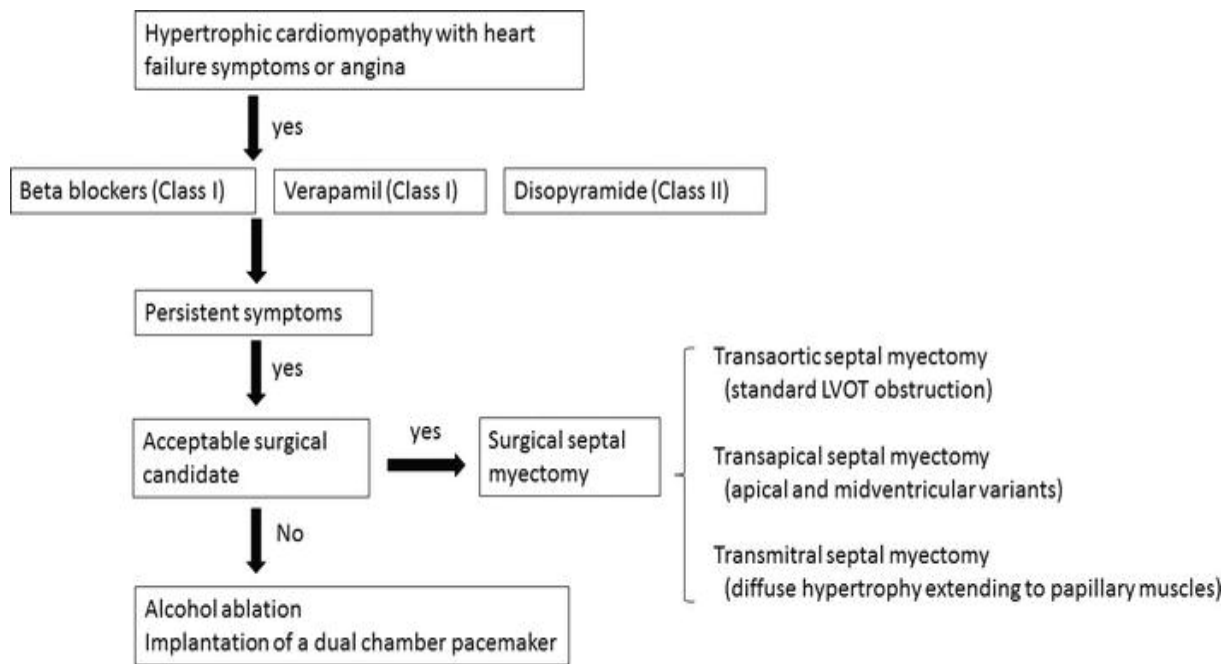 Hypertrophic cardiomyopathy with heart
failure symptoms or angina
yes
Beta blockers (Class I)
Verapamil (Class I)
Disopyramide (Class II)
Persistent symptoms
yes
Acceptable surgical
candidate
yes
Surgical septal
myectomy
Transaortic septal myectomy
(standard LVOT obstruction)
Transapical septal myectomy
(apical and midventricular variants)
Transmitral septal myectomy
(diffuse hypertrophy extending to papillary muscles)
No
Alcohol ablation
Implantation of a dual chamber pacemaker